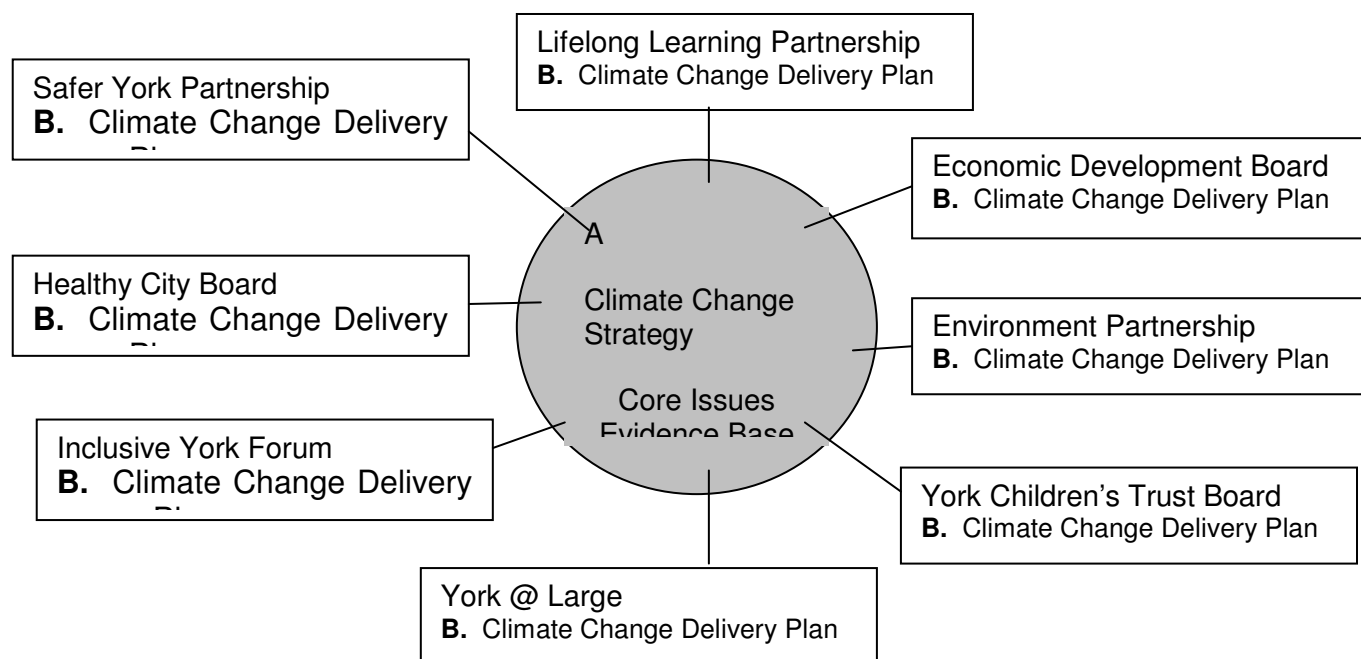 Lifelong Learning Partnership
B. Climate Change Delivery Plan
Safer York Partnership
B. Climate Change Delivery
Economic Development Board
B. Climate Change Delivery Plan
A
Healthy City Board
B. Climate Change Delivery
Climate Change
Strategy
Environment Partnership
B. Climate Change Delivery Plan
Core Issues
Evidence Base
Inclusive York Forum
B. Climate Change Delivery
York Children's Trust Board
B. Climate Change Delivery Plan
York @ Large
B. Climate Change Delivery Plan